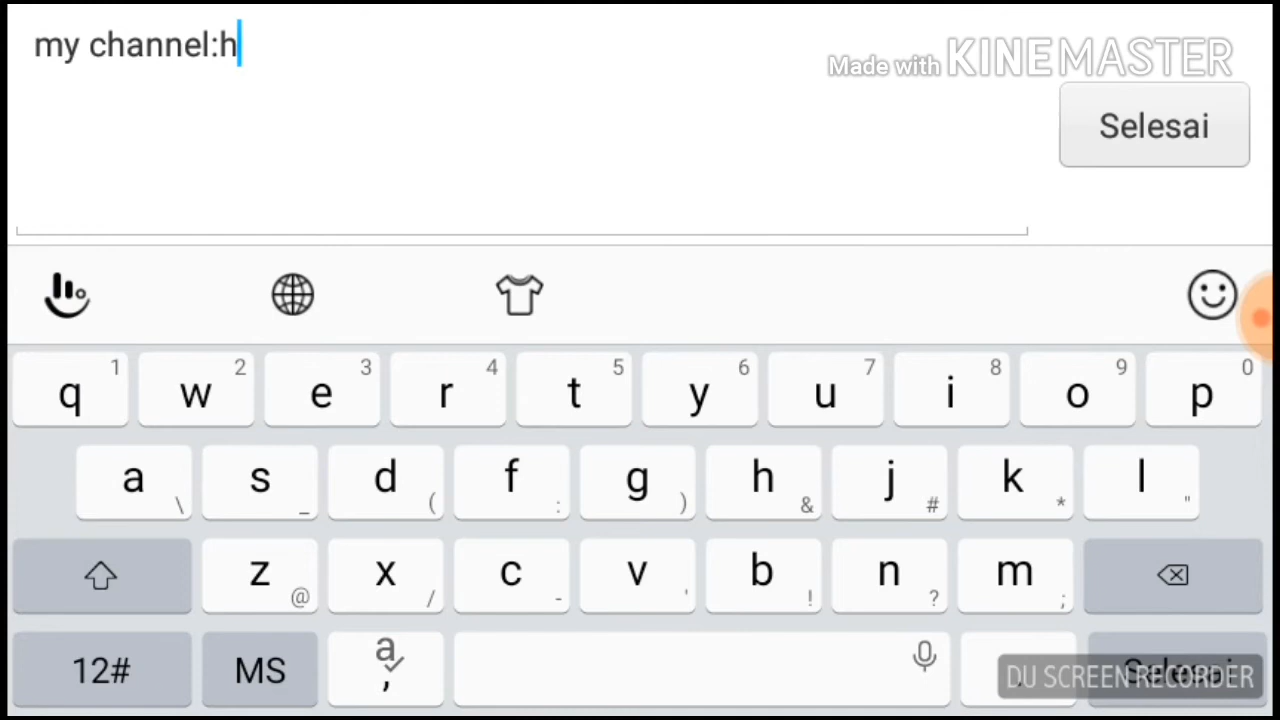 my channel:h
Made with KINEMASTER
Selesai
1 2 3 4 5 6 7 8 9 0
q w e r t y u i o p
a s d f g h j k l
\ _ ( : ) & # * "
z x c v b n m
@ / - ' ! ? ;
12# MS a , Selesai
DU SCREEN RECORDER